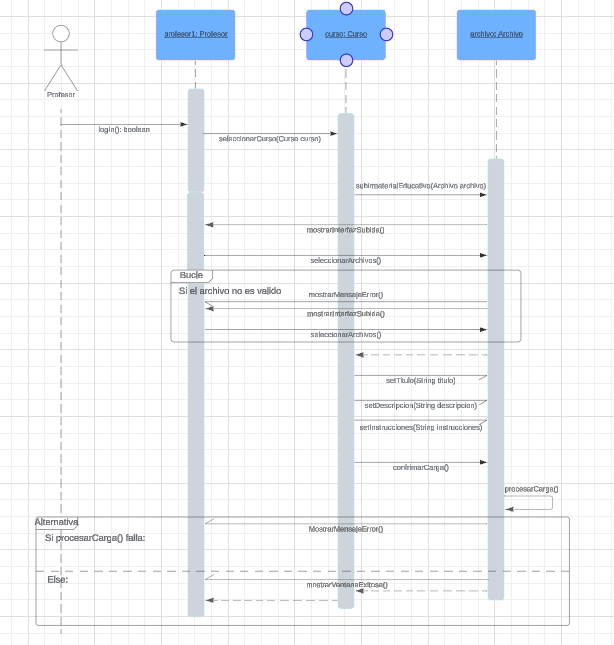 profesor1: Profesor
curso: Curso
archivo: Archivo
Profesor
login(): boolean
seleccionarCurso(Curso curso)
subirmaterialEducativo(Archivo archivo)
mostrarInterfazSubida()
seleccionarArchivos()
Bucle
Si el archivo no es valido
mostrarMensajeError()
mostrarInterfazSubida()
seleccionarArchivos()
setTitulo(String titulo)
setDescripcion(String descripcion)
setInstrucciones(String instrucciones)
confrimarCarga()
procesarCarga()
Alternativa
MostrarMensajeError()
Si procesarCarga() falla:
Else:
mostrarVentanaExitosa()